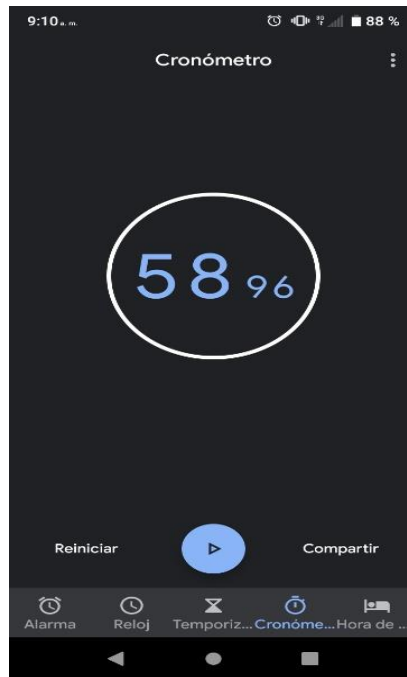 9:10 a. m. 88 %
Cronómetro
58 96
Reiniciar Compartir
Alarma Reloj Temporiz... Cronóme... Hora de ..